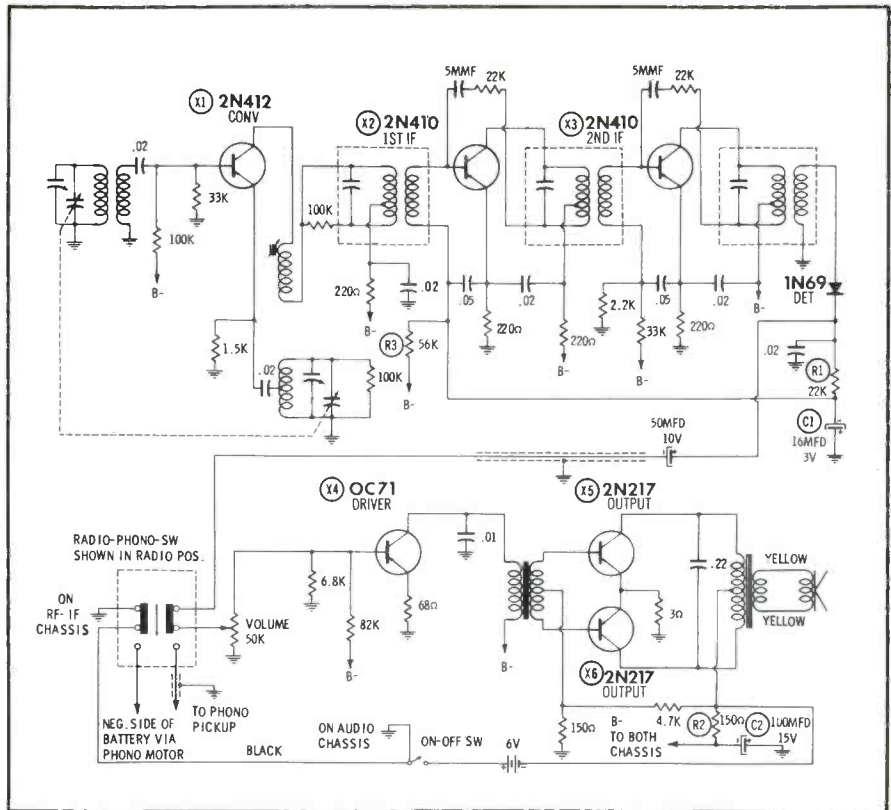 5MMF 22K
5MMF 22K
X1 2N412
CONV
X2 2N410
1ST IF
X3 2N410
2ND IF
.02
33K
100K
100K
B-
220Ω
.02
B-
.05
.02
2.2K
.05
.02
B-
1N69
DET
1.5K
R3 56K
220Ω
220Ω
33K
220Ω
.02
R1
22K
B-
B-
B-
.02
100K
50MFD
10V
C1
16MFD
3V
X4 OC71
DRIVER
X5 2N217
OUTPUT
RADIO-PHONO-SW
SHOWN IN RADIO POS.
.01
.22
YELLOW
YELLOW
ON
RF-IF
CHASSIS
VOLUME
50K
6.8K
82K
68Ω
3Ω
B-
B-
X6 2N217
OUTPUT
NEG. SIDE OF
BATTERY VIA
PHONO MOTOR
TO PHONO
PICKUP
BLACK
ON AUDIO
CHASSIS
ON-OFF SW
6V
150Ω
4.7K
B-
TO BOTH
CHASSIS
R2
150Ω
C2
100MFD
15V